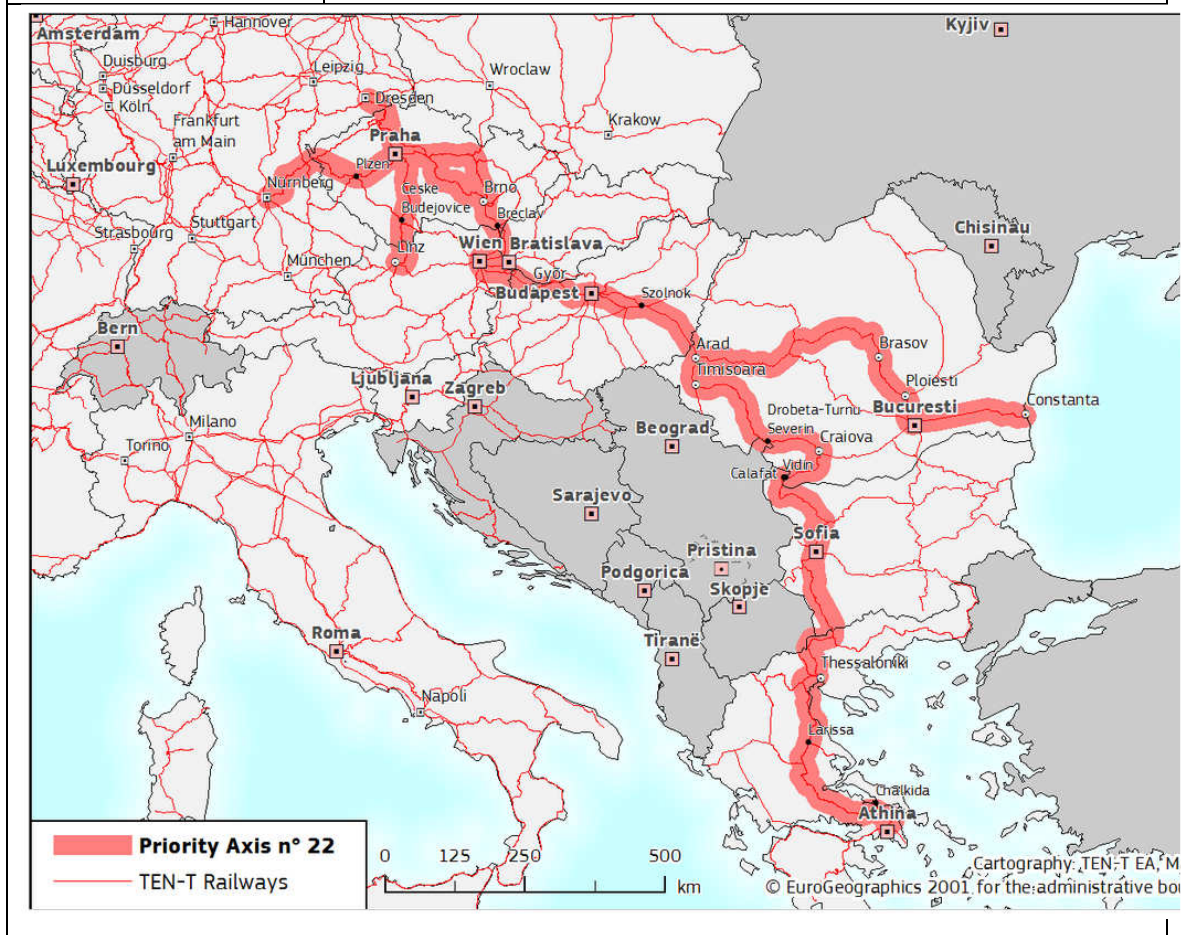 Hannover
Kyjiv
Amsterdam
Duisburg
Leipzig
Wroclaw
Düsseldorf
Dresden
Köln
Frankfurt
am Main
Krakow
Praha
Luxembourg
Plzen
Nürnberg
Ceske
Budejovice
Brno
Breclav
Stuttgart
Strasbourg
Chisinau
Linz
Wien
Bratislava
München
Györ
Budapest
Szolnok
Bern
Arad
Brasov
Timisoara
Ljubljana
Zagreb
Ploiesti
Constanta
Bucuresti
Drobeta-Turnu
Severin
Milano
Beograd
Craiova
Torino
Vidin
Calafat
Sarajevo
Sofia
Pristina
Podgorica
Skopje
Roma
Tiranë
Thessaloniki
Napoli
Larissa
Chalkida
Athina
Priority Axis n° 22
TEN-T Railways
0 125 250 500
km
Cartography: TEN-T EA, M
© EuroGeographics 2001 for the administrative bou